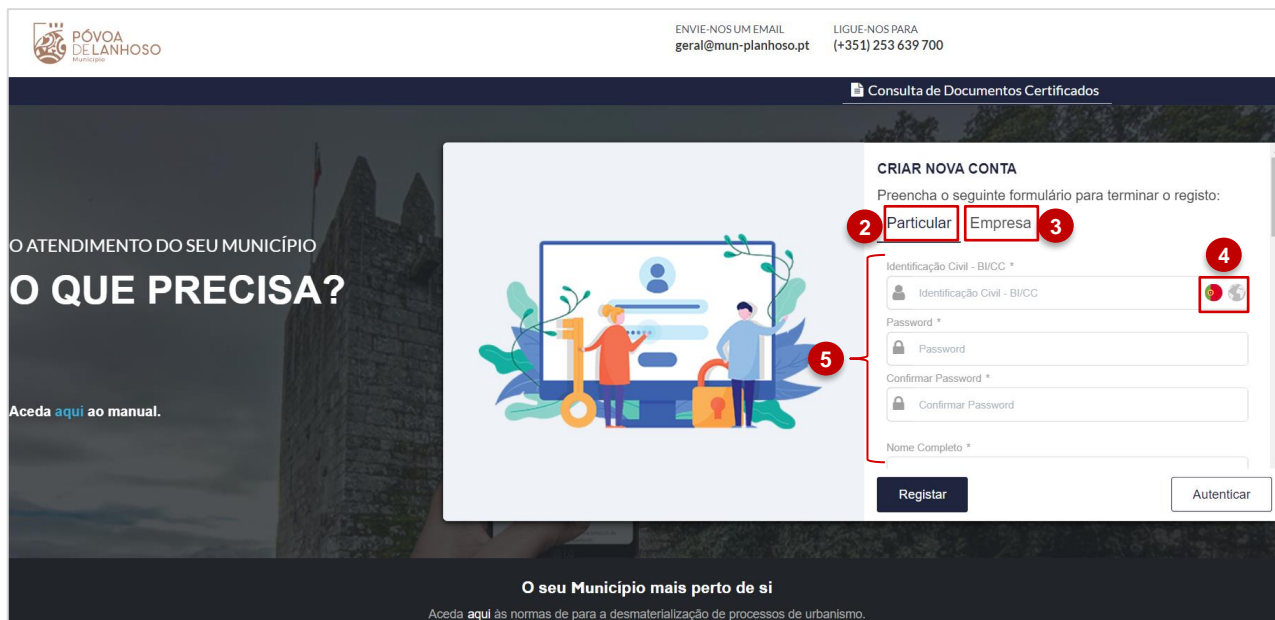 PÓVOA
DE LANHOSO
Município
ENVIE-NOS UM EMAIL
geral@mun-planhoso.pt
LIGUE-NOS PARA
(+351) 253 639 700
Consulta de Documentos Certificados
O ATENDIMENTO DO SEU MUNICÍPIO
O QUE PRECISA?
Aceda aqui ao manual.
CRIAR NOVA CONTA
Preencha o seguinte formulário para terminar o registo:
2 Particular Empresa 3
4
Identificação Civil - BI/CC *
Identificação Civil - BI/CC
Password *
Password
5
Confirmar Password *
Confirmar Password
Nome Completo *
Registar
Autenticar
O seu Município mais perto de si
Aceda aqui às normas de para a desmaterialização de processos de urbanismo.